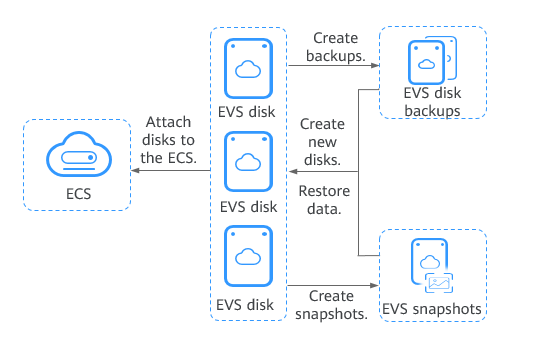 Create
backups.
EVS disk
EVS disk
backups
Attach
disks to
the ECS.
ECS
Create
new
disks.
EVS disk
Restore
data.
EVS disk
Create
snapshots.
EVS snapshots